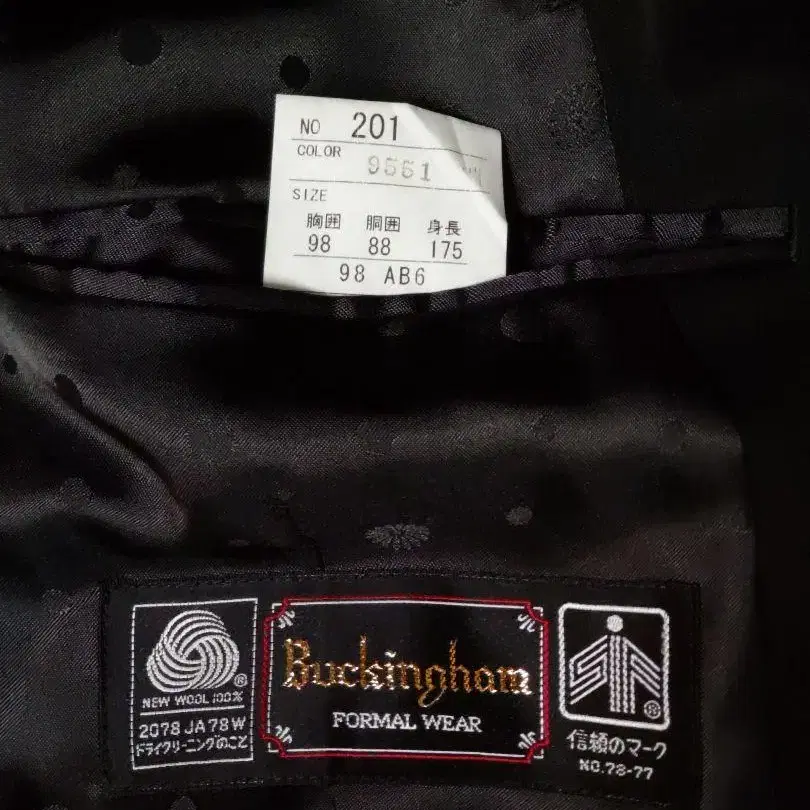 NO 201
COLOR 9551
SIZE
胸囲 胴囲 身長
98 88 175
98 AB6
NEW WOOL 100%
2078 JA 78 W
ドライクリーニングのこと
Buckingham
FORMAL WEAR
信頼のマーク
NO.78-77